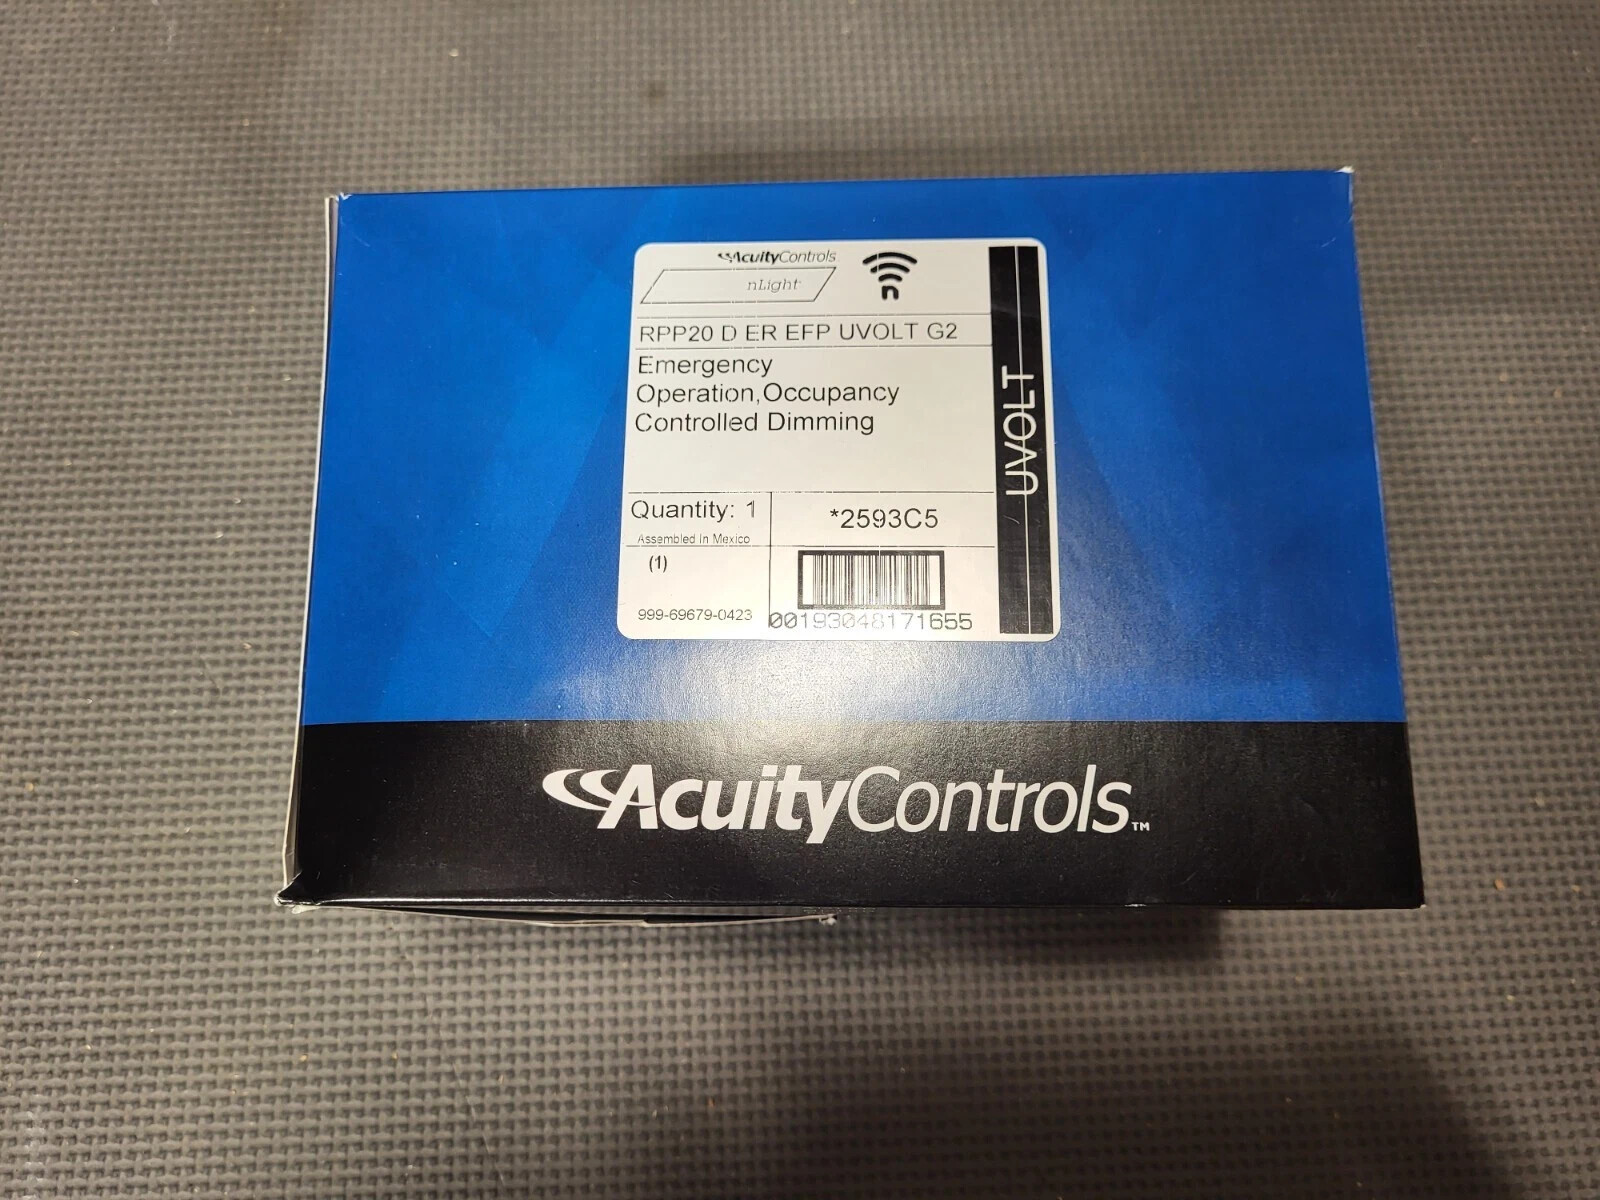 AcuityControls
nLight
n
RPP20 D ER EFP UVOLT G2
Emergency
Operation,Occupancy
Controlled Dimming
UVOLT
Quantity: 1
Assembled in Mexico
*2593C5
(1)
999-69679-0423
00193048171655
AcuityControls™